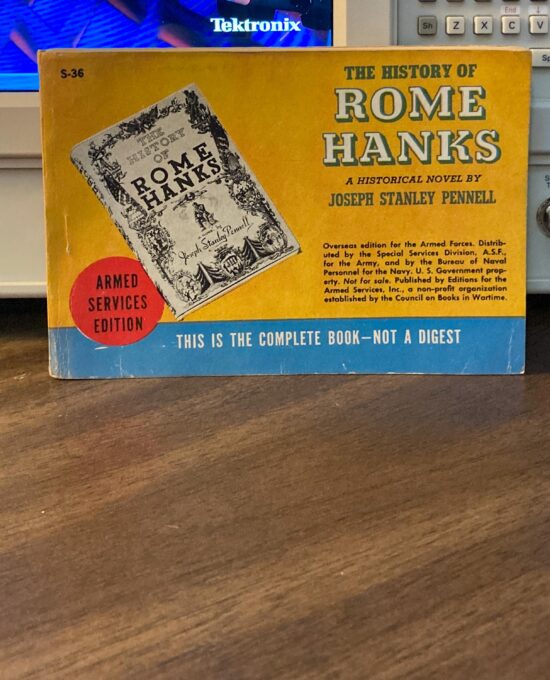 Tektronix
End
↓
Sh
Z
X
C
V
Sp
S-36
THE HISTORY OF
ROME
HANKS
A HISTORICAL NOVEL BY
JOSEPH STANLEY PENNELL
THE
HISTORY
OF
ROME
HANKS
by
Joseph Stanley Pennell
Overseas edition for the Armed Forces. Distrib-
uted by the Special Services Division, A.S.F.,
for the Army, and by the Bureau of Naval
Personnel for the Navy. U. S. Government prop-
erty. Not for sale. Published by Editions for the
Armed Services, Inc., a non-profit organization
established by the Council on Books in Wartime.
ARMED
SERVICES
EDITION
THIS IS THE COMPLETE BOOK—NOT A DIGEST